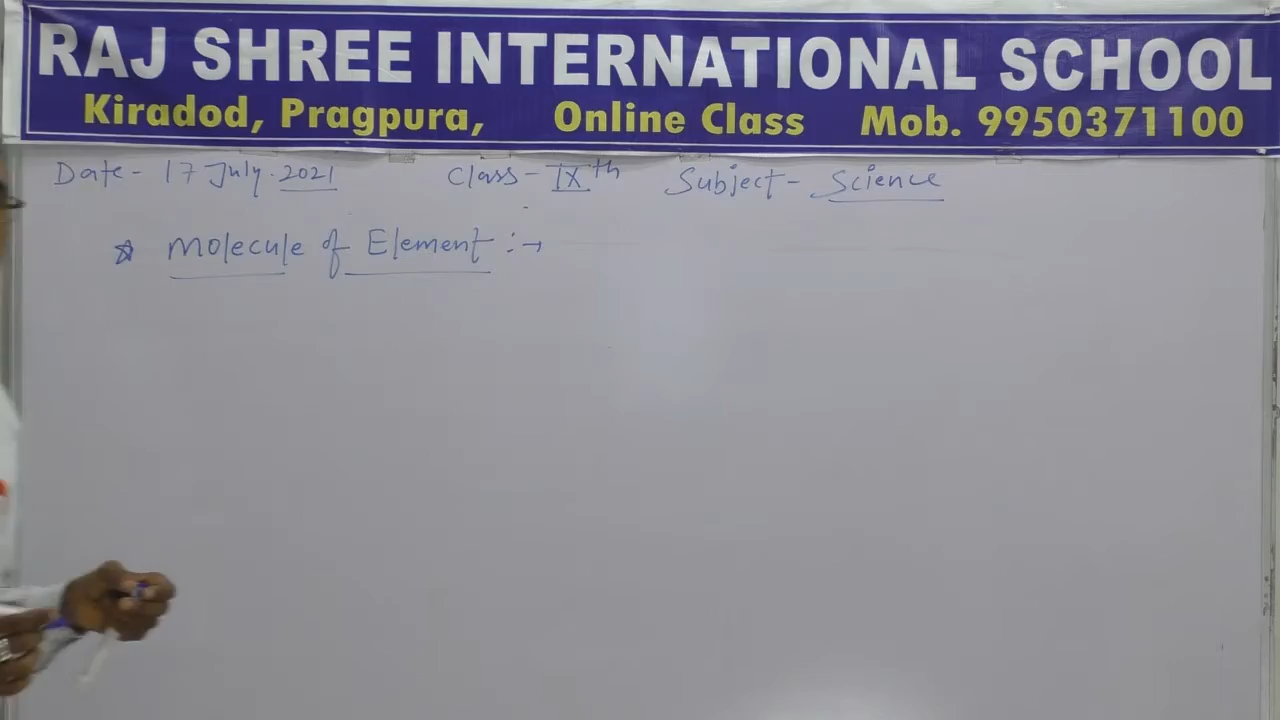 RAJ SHREE INTERNATIONAL SCHOOL
Kiradod, Pragpura, Online Class Mob. 9950371100
Date - 17 July. 2021 Class - IXth Subject - Science
☆ Molecule of Element :→